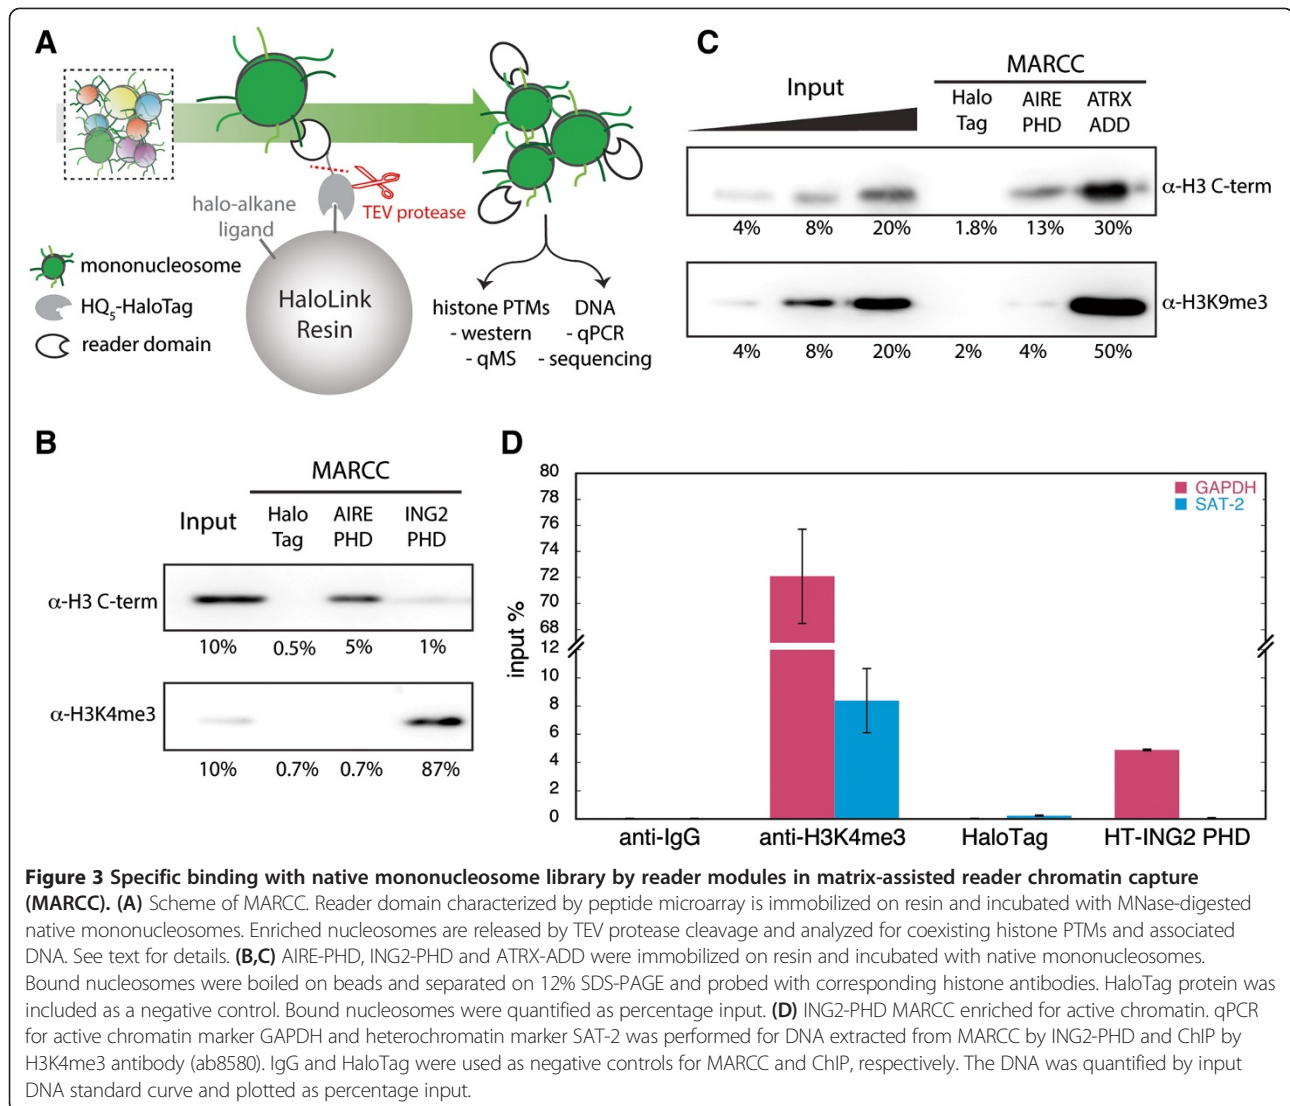 A
halo-alkane
ligand
TEV protease
mononucleosome
HQ5-HaloTag
reader domain
HaloLink
Resin
histone PTMs
- western
- qMS
DNA
- qPCR
- sequencing
C
Input
MARCC
Halo
Tag
AIRE
PHD
ATRX
ADD
α-H3 C-term
4% 8% 20% 1.8% 13% 30%
α-H3K9me3
4% 8% 20% 2% 4% 50%
B
MARCC
Input
Halo
Tag
AIRE
PHD
ING2
PHD
α-H3 C-term
10% 0.5% 5% 1%
α-H3K4me3
10% 0.7% 0.7% 87%
D
80
78
76
74
72
70
68
12
10
8
6
4
2
0
input %
GAPDH
SAT-2
anti-IgG anti-H3K4me3 HaloTag HT-ING2 PHD
Figure 3 Specific binding with native mononucleosome library by reader modules in matrix-assisted reader chromatin capture
(MARCC). (A) Scheme of MARCC. Reader domain characterized by peptide microarray is immobilized on resin and incubated with MNase-digested
native mononucleosomes. Enriched nucleosomes are released by TEV protease cleavage and analyzed for coexisting histone PTMs and associated
DNA. See text for details. (B,C) AIRE-PHD, ING2-PHD and ATRX-ADD were immobilized on resin and incubated with native mononucleosomes.
Bound nucleosomes were boiled on beads and separated on 12% SDS-PAGE and probed with corresponding histone antibodies. HaloTag protein was
included as a negative control. Bound nucleosomes were quantified as percentage input. (D) ING2-PHD MARCC enriched for active chromatin. qPCR
for active chromatin marker GAPDH and heterochromatin marker SAT-2 was performed for DNA extracted from MARCC by ING2-PHD and ChIP by
H3K4me3 antibody (ab8580). IgG and HaloTag were used as negative controls for MARCC and ChIP, respectively. The DNA was quantified by input
DNA standard curve and plotted as percentage input.